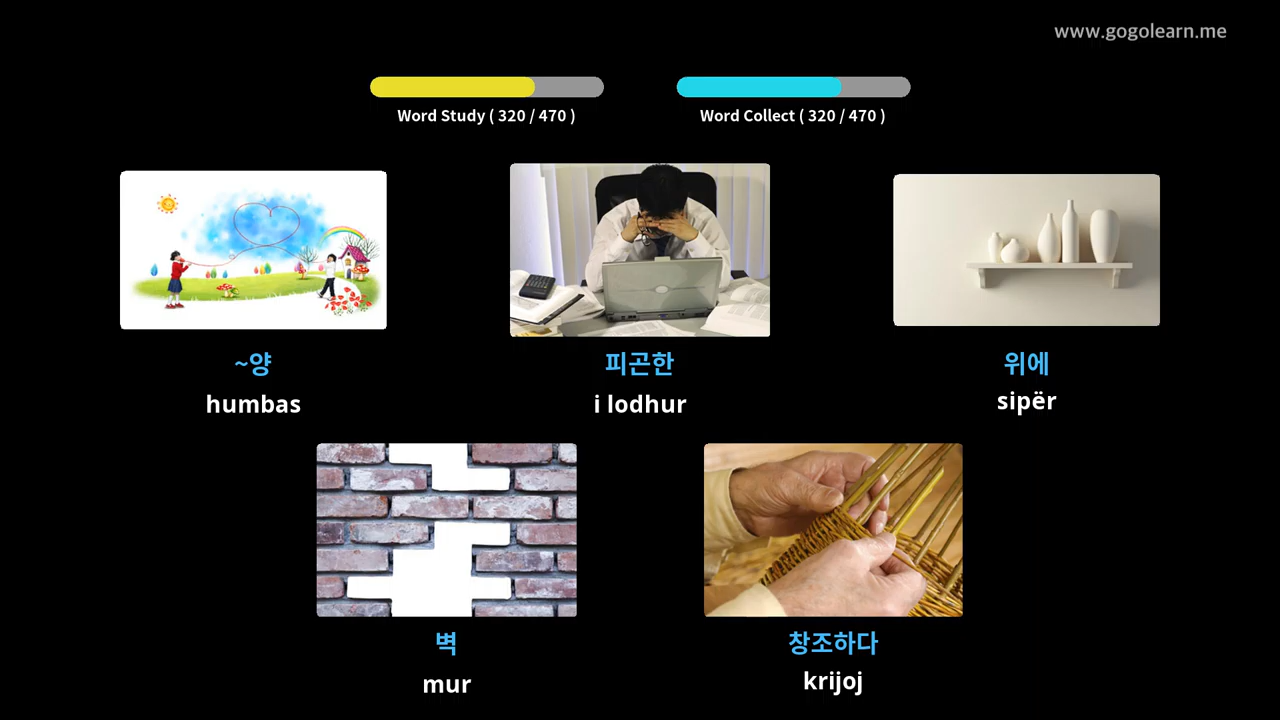 www.gogolearn.me
Word Study ( 320 / 470 )
Word Collect ( 320 / 470 )
~양
humbas
피곤한
i lodhur
위에
sipër
벽
mur
창조하다
krijoj